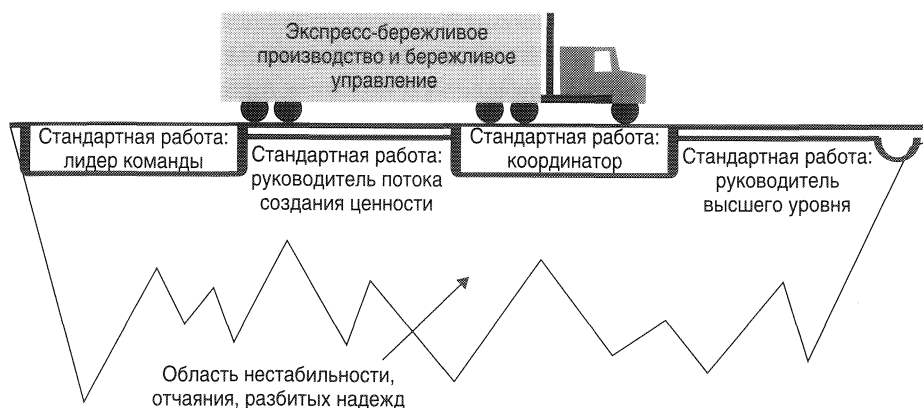 Экспресс-бережливое
производство и бережливое
управление
Стандартная работа:
лидер команды
Стандартная работа:
руководитель потока
создания ценности
Стандартная работа:
координатор
Стандартная работа:
руководитель
высшего уровня
Область нестабильности,
отчаяния, разбитых надежд